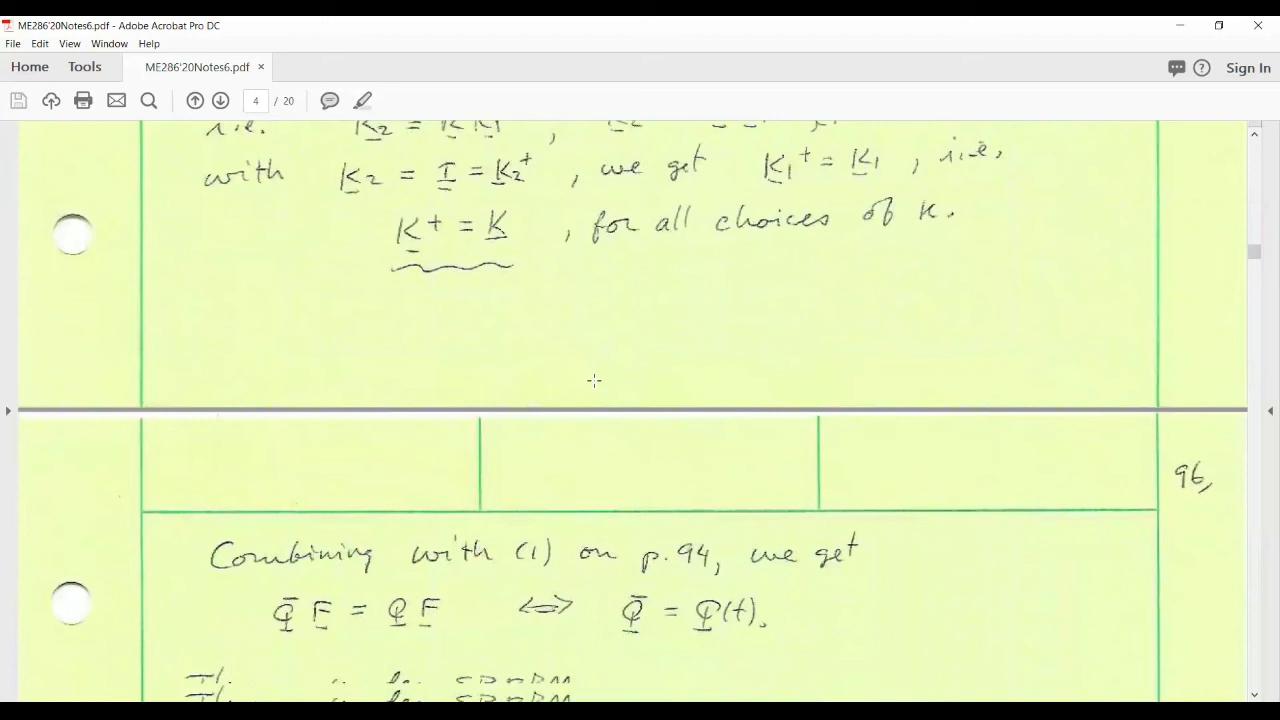 ME286'20Notes6.pdf - Adobe Acrobat Pro DC
File Edit View Window Help
Home Tools ME286'20Notes6.pdf × Sign In
4 / 20
i.e. K2 = K K1 ,
with K2 = I = K2⁺ , we get K1⁺ = K1 , i.e.
K⁺ = K , for all choices of K.
96,
Combining with (1) on p.94, we get
Q̄ F = Q F ⇔ Q̄ = Q(t).